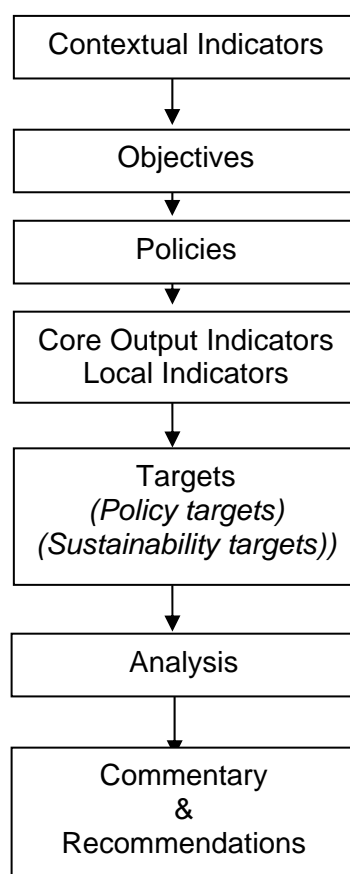 Contextual Indicators
Objectives
Policies
Core Output Indicators
Local Indicators
Targets
(Policy targets)
(Sustainability targets))
Analysis
Commentary
&
Recommendations